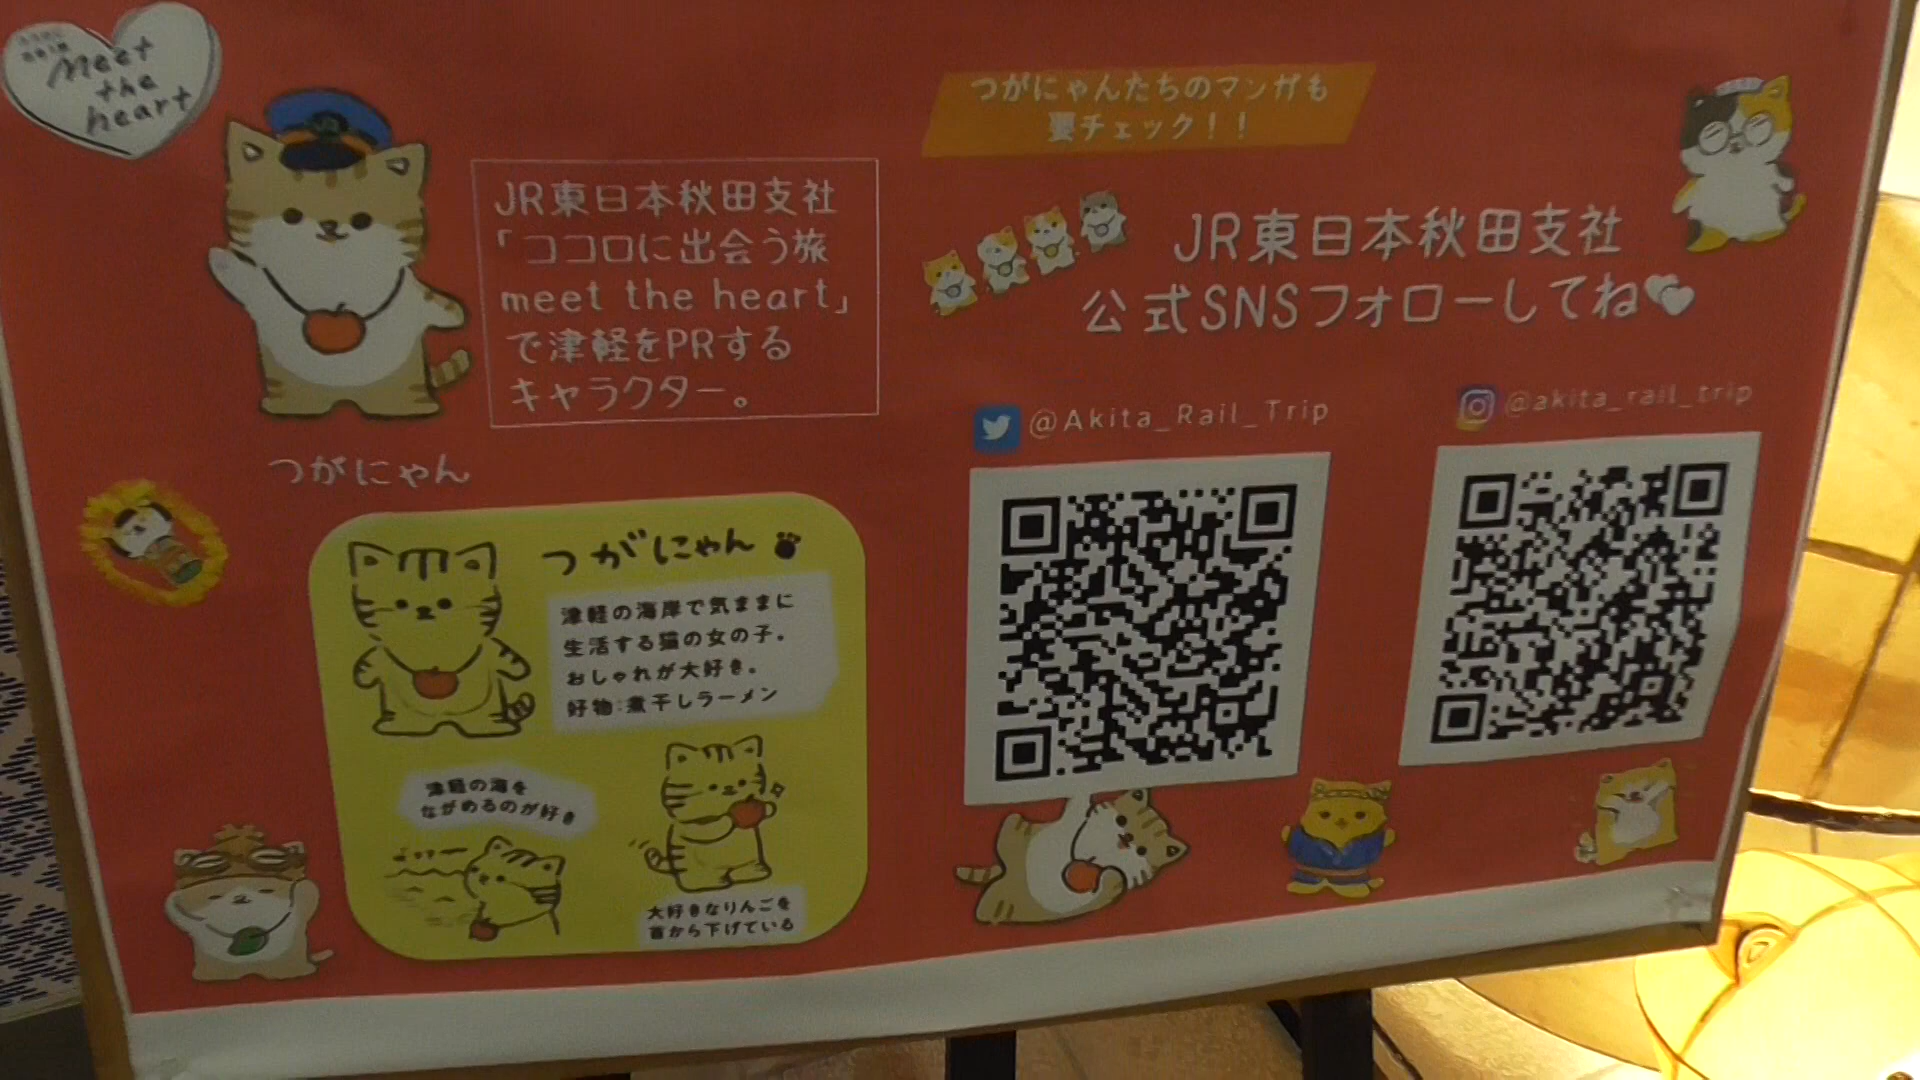 Meet
the
heart
JR東日本秋田支社
「ココロに出会う旅
meet the heart」
で津軽をPRする
キャラクター。
つがにゃん
つがにゃん
津軽の海岸で気ままに
生活する猫の女の子。
おしゃれが大好き。
好物:煮干しラーメン
津軽の海を
ながめるのが好き
大好きなりんごを
首から下げている
つがにゃんたちのマンガも
要チェック!!
JR東日本秋田支社
公式SNSフォローしてね
@Akita_Rail_Trip
@akita_rail_trip